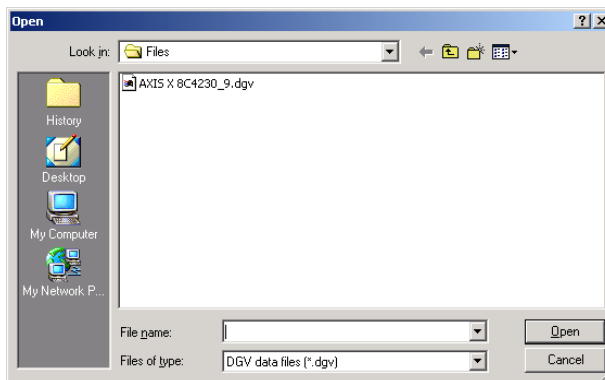 Open
Look in: Files
AXIS X 8C4230_9.dgv
History
Desktop
My Computer
My Network P...
File name: Open
Files of type: DGV data files (*.dgv) Cancel